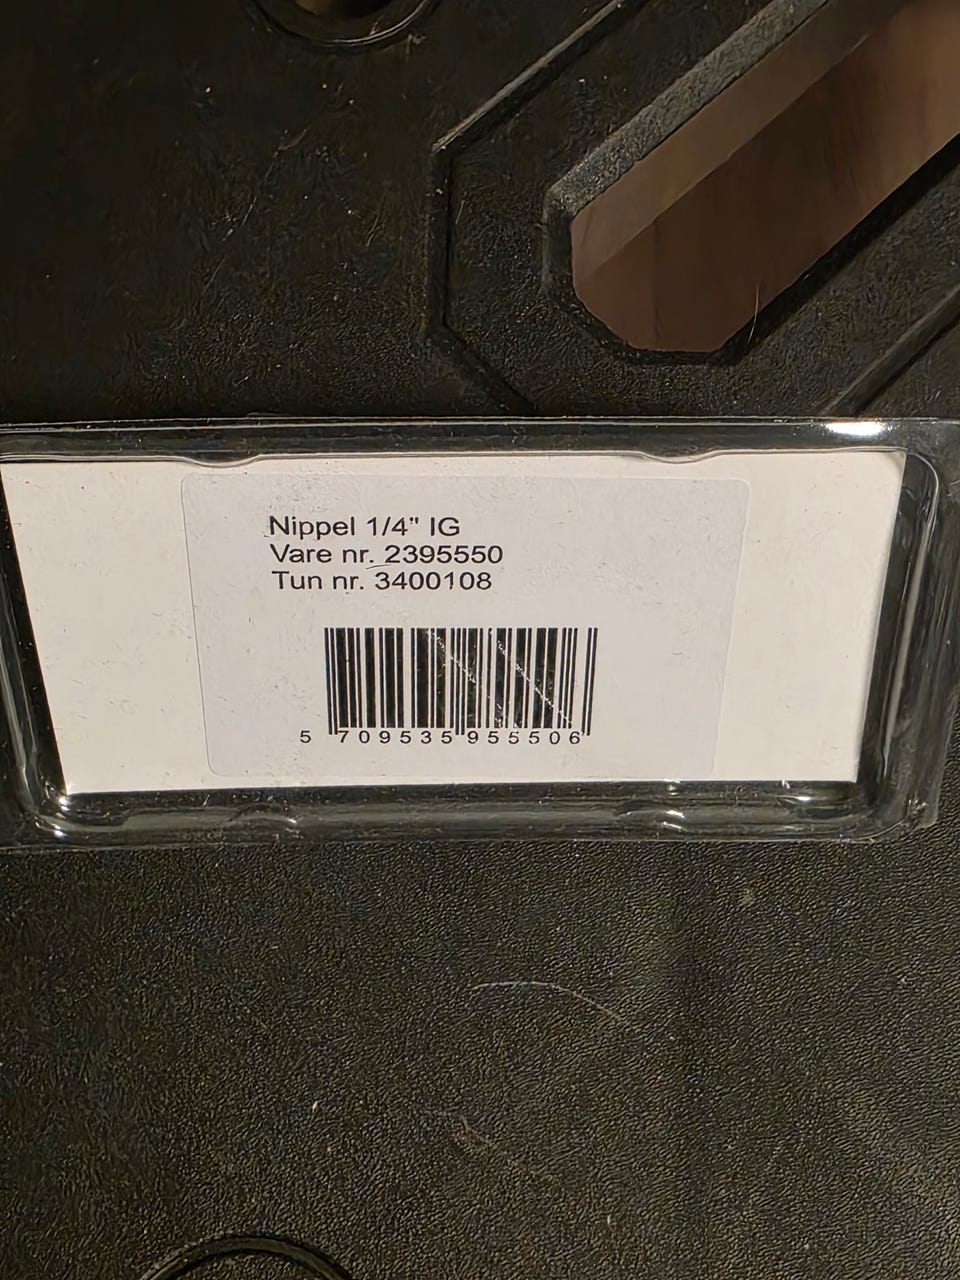 Nippel 1/4" IG
Vare nr. 2395550
Tun nr. 3400108
5 709535 955506